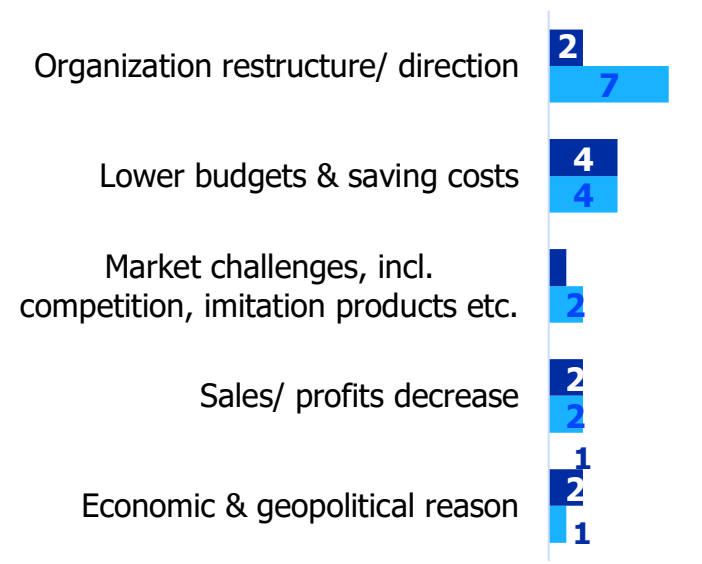 Organization restructure/ direction
2
7
Lower budgets & saving costs
4
4
Market challenges, incl.
competition, imitation products etc.
2
Sales/ profits decrease
2
2
1
Economic & geopolitical reason
2
1